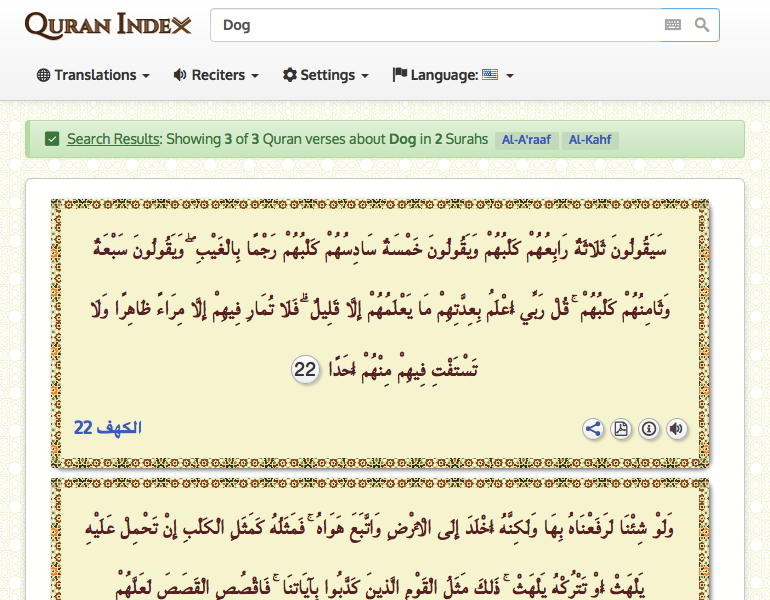 QURAN INDEX
Dog
Translations
Reciters
Settings
Language:
Search Results: Showing 3 of 3 Quran verses about Dog in 2 Surahs Al-A'raaf Al-Kahf
سَيَقُولُونَ ثَلَاثَةٌ رَابِعُهُمْ كَلْبُهُمْ وَيَقُولُونَ خَمْسَةٌ سَادِسُهُمْ كَلْبُهُمْ رَجْمًا بِالْغَيْبِ ۖ وَيَقُولُونَ سَبْعَةٌ
وَثَامِنُهُمْ كَلْبُهُمْ ۚ قُلْ رَبِّي أَعْلَمُ بِعِدَّتِهِمْ مَا يَعْلَمُهُمْ إِلَّا قَلِيلٌ ۗ فَلَا تُمَارِ فِيهِمْ إِلَّا مِرَاءً ظَاهِرًا وَلَا
تَسْتَفْتِ فِيهِمْ مِنْهُمْ أَحَدًا 22
الكهف 22
وَلَوْ شِئْنَا لَرَفَعْنَاهُ بِهَا وَلَكِنَّهُ أَخْلَدَ إِلَى الْأَرْضِ وَاتَّبَعَ هَوَاهُ ۚ فَمَثَلُهُ كَمَثَلِ الْكَلْبِ إِنْ تَحْمِلْ عَلَيْهِ
يَلْهَثْ أَوْ تَتْرُكْهُ يَلْهَثْ ۚ ذَلِكَ مَثَلُ الْقَوْمِ الَّذِينَ كَذَّبُوا بِآيَاتِنَا ۚ فَاقْصُصِ الْقَصَصَ لَعَلَّهُمْ